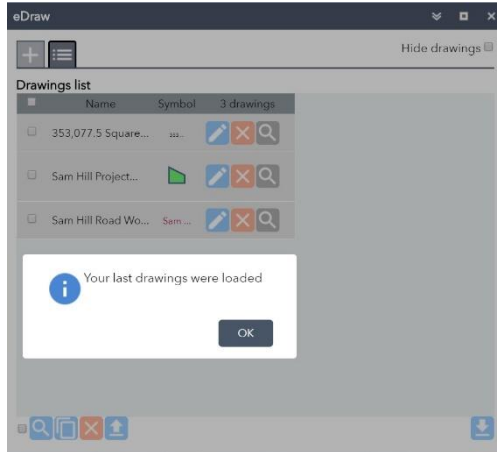 eDraw
Hide drawings
Drawings list
Name Symbol 3 drawings
353,077.5 Square...
Sam Hill Project...
Sam Hill Road Wo... Sam ...
Your last drawings were loaded
OK